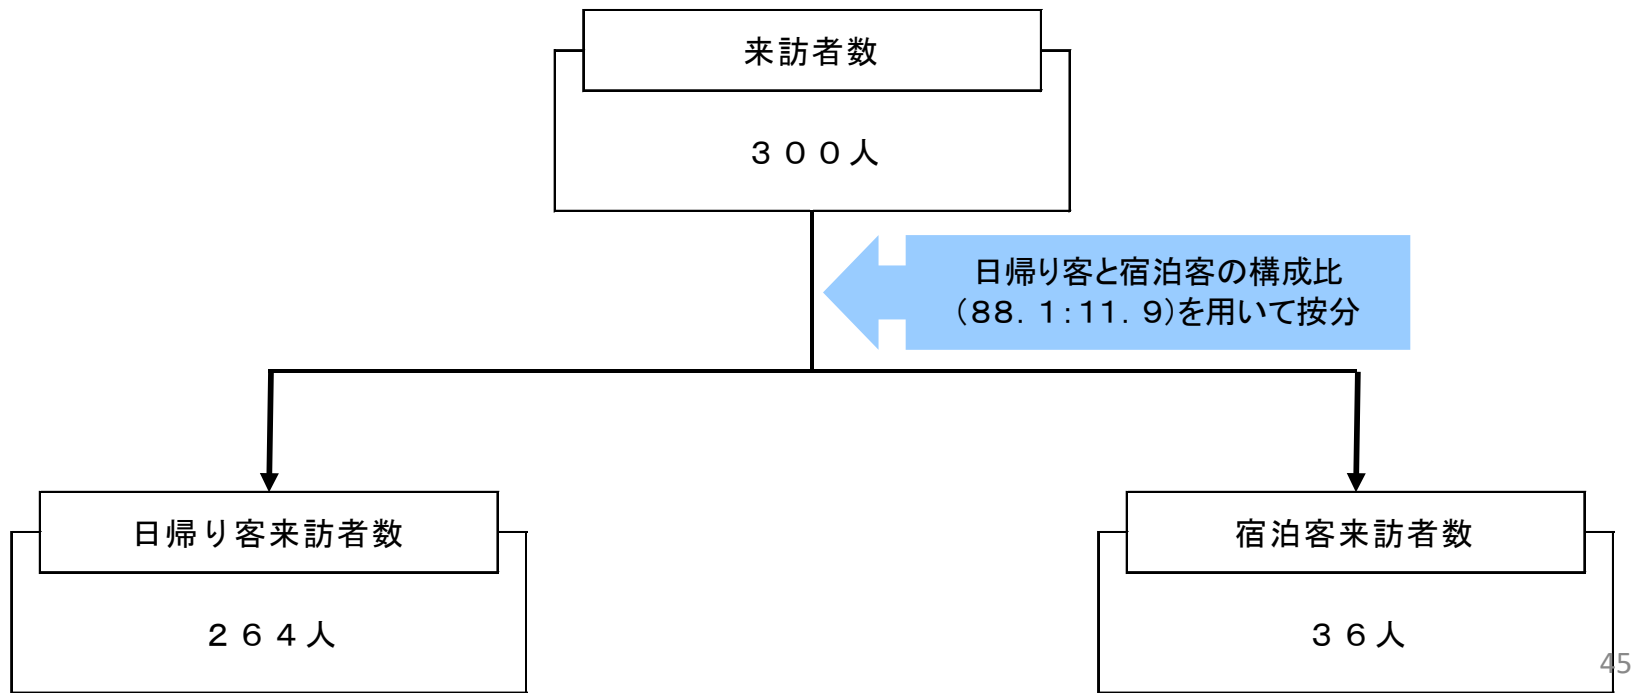 来訪者数
３００人
日帰り客と宿泊客の構成比
（８８．１：１１．９）を用いて按分
日帰り客来訪者数
宿泊客来訪者数
２６４人
３６人
45